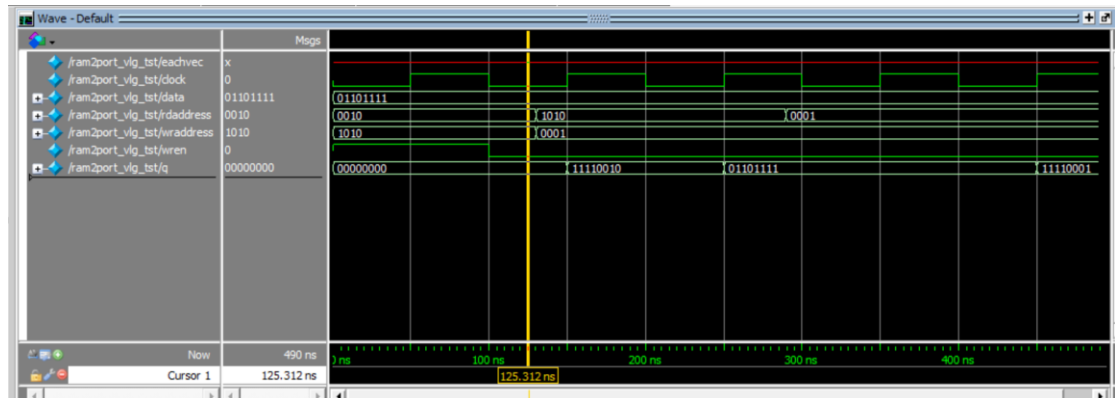 Wave - Default
Msgs
/ram2port_vlg_tst/eachvec x
/ram2port_vlg_tst/clock 0
/ram2port_vlg_tst/data 01101111 01101111
/ram2port_vlg_tst/rdaddress 0010 0010 1010 0001
/ram2port_vlg_tst/wraddress 1010 1010 0001
/ram2port_vlg_tst/wren 0
/ram2port_vlg_tst/q 00000000 00000000 11110010 01101111 11110001
Now 490 ns ns 100 ns 200 ns 300 ns 400 ns
Cursor 1 125.312 ns 125.312 ns